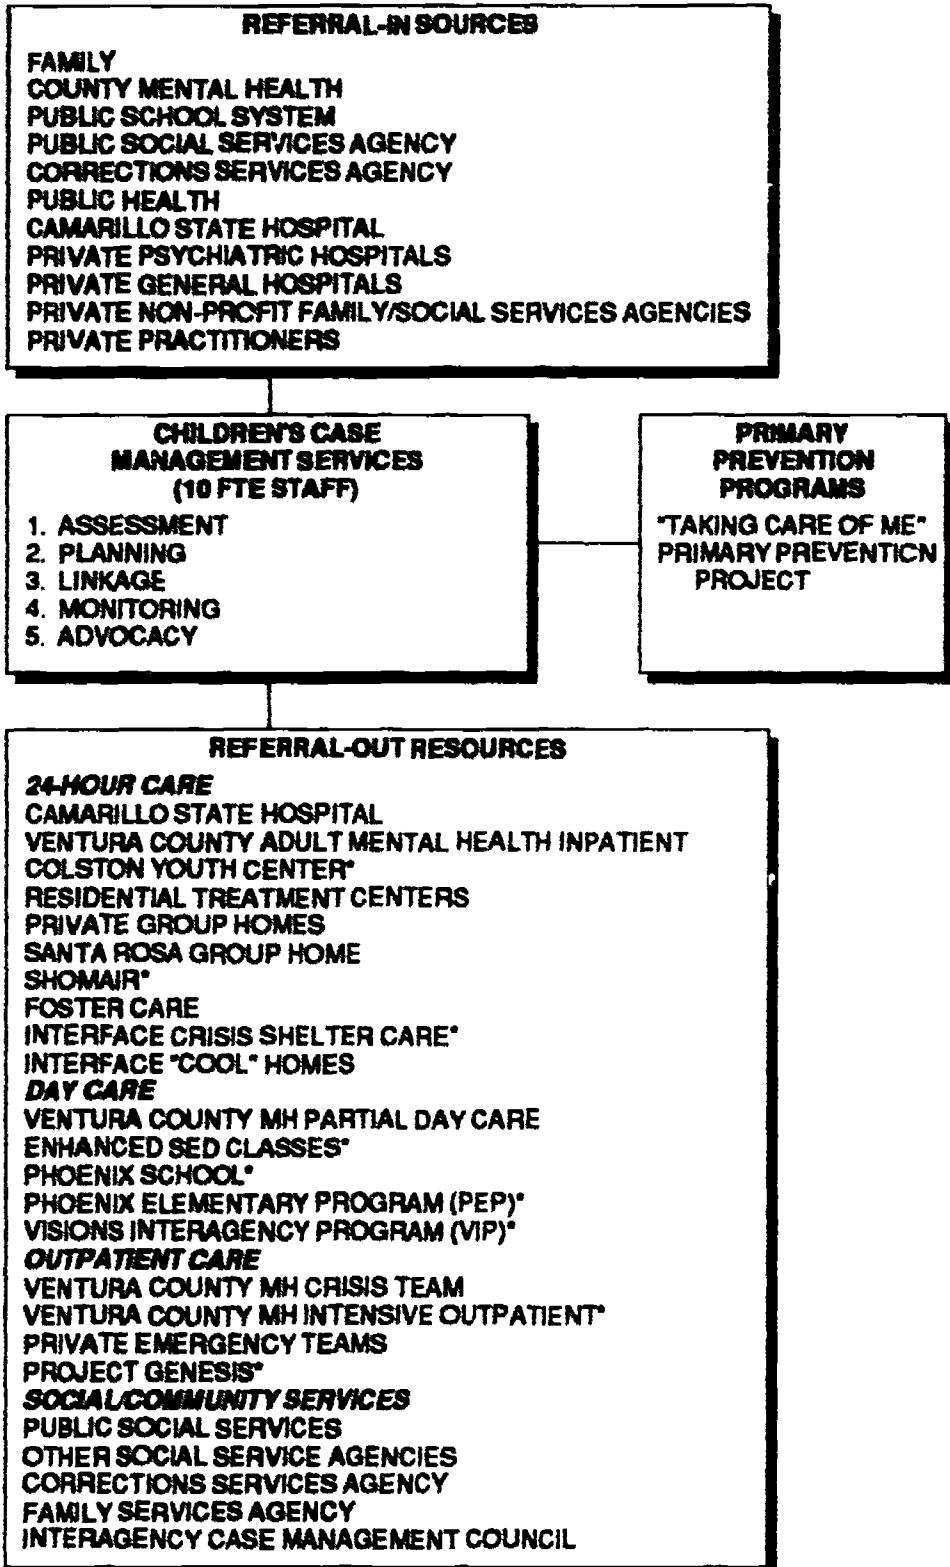 REFERRAL-IN SOURCES
FAMILY
COUNTY MENTAL HEALTH
PUBLIC SCHOOL SYSTEM
PUBLIC SOCIAL SERVICES AGENCY
CORRECTIONS SERVICES AGENCY
PUBLIC HEALTH
CAMARILLO STATE HOSPITAL
PRIVATE PSYCHIATRIC HOSPITALS
PRIVATE GENERAL HOSPITALS
PRIVATE NON-PROFIT FAMILY/SOCIAL SERVICES AGENCIES
PRIVATE PRACTITIONERS
CHILDREN'S CASE
MANAGEMENT SERVICES
(10 FTE STAFF)
1. ASSESSMENT
2. PLANNING
3. LINKAGE
4. MONITORING
5. ADVOCACY
PRIMARY
PREVENTION
PROGRAMS
"TAKING CARE OF ME"
PRIMARY PREVENTION
PROJECT
REFERRAL-OUT RESOURCES
24-HOUR CARE
CAMARILLO STATE HOSPITAL
VENTURA COUNTY ADULT MENTAL HEALTH INPATIENT
COLSTON YOUTH CENTER*
RESIDENTIAL TREATMENT CENTERS
PRIVATE GROUP HOMES
SANTA ROSA GROUP HOME
SHOMAIR*
FOSTER CARE
INTERFACE CRISIS SHELTER CARE*
INTERFACE "COOL" HOMES
DAY CARE
VENTURA COUNTY MH PARTIAL DAY CARE
ENHANCED SED CLASSES*
PHOENIX SCHOOL*
PHOENIX ELEMENTARY PROGRAM (PEP)*
VISIONS INTERAGENCY PROGRAM (VIP)*
OUTPATIENT CARE
VENTURA COUNTY MH CRISIS TEAM
VENTURA COUNTY MH INTENSIVE OUTPATIENT*
PRIVATE EMERGENCY TEAMS
PROJECT GENESIS*
SOCIAL/COMMUNITY SERVICES
PUBLIC SOCIAL SERVICES
OTHER SOCIAL SERVICE AGENCIES
CORRECTIONS SERVICES AGENCY
FAMILY SERVICES AGENCY
INTERAGENCY CASE MANAGEMENT COUNCIL